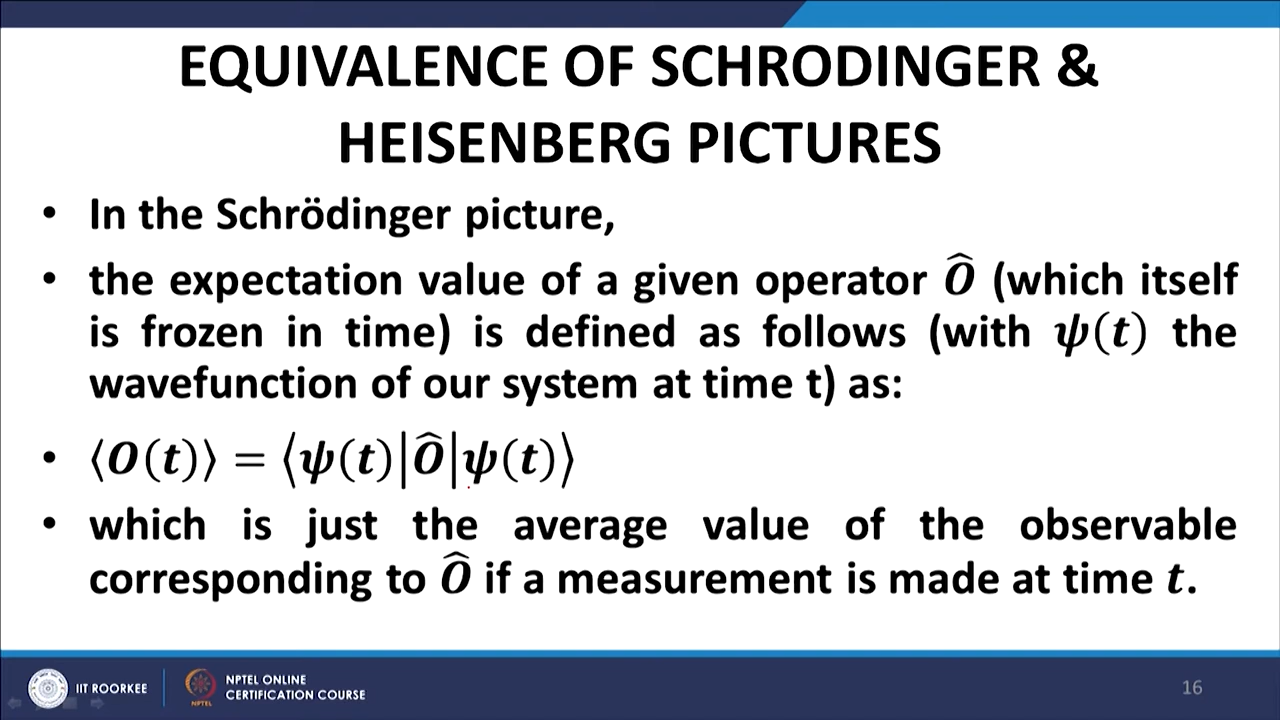 EQUIVALENCE OF SCHRODINGER &
HEISENBERG PICTURES
• In the Schrödinger picture,
• the expectation value of a given operator Ô (which itself
is frozen in time) is defined as follows (with ψ(t) the
wavefunction of our system at time t) as:
• ⟨O(t)⟩ = ⟨ψ(t)|Ô|ψ(t)⟩
• which is just the average value of the observable
corresponding to Ô if a measurement is made at time t.
IIT ROORKEE
NPTEL
NPTEL ONLINE
CERTIFICATION COURSE
16